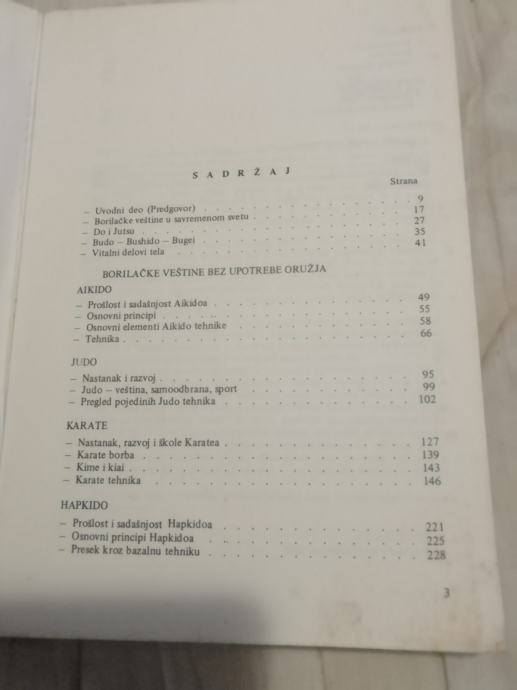 SADRŽAJ
Strana
– Uvodni deo (Predgovor) . . . . . . . . . . . . . 9
– Borilačke veštine u savremenom svetu . . . . . . . . . . 17
– Do i Jutsu . . . . . . . . . . . . . . . . 27
– Budo – Bushido – Bugei . . . . . . . . . . . . . 35
– Vitalni delovi tela . . . . . . . . . . . . . . 41
BORILAČKE VEŠTINE BEZ UPOTREBE ORUŽJA
AIKIDO
– Prošlost i sadašnjost Aikidoa . . . . . . . . . . . . 49
– Osnovni principi . . . . . . . . . . . . . . 55
– Osnovni elementi Aikido tehnike . . . . . . . . . . . 58
– Tehnika . . . . . . . . . . . . . . . . . 66
JUDO
– Nastanak i razvoj . . . . . . . . . . . . . . . 95
– Judo – veština, samoodbrana, sport . . . . . . . . . . 99
– Pregled pojedinih Judo tehnika . . . . . . . . . . . 102
KARATE
– Nastanak, razvoj i škole Karatea . . . . . . . . . . . 127
– Karate borba . . . . . . . . . . . . . . . . 139
– Kime i kiai . . . . . . . . . . . . . . . . 143
– Karate tehnika . . . . . . . . . . . . . . . 146
HAPKIDO
– Prošlost i sadašnjost Hapkidoa . . . . . . . . . . . 221
– Osnovni principi Hapkidoa . . . . . . . . . . . . 225
– Presek kroz bazalnu tehniku . . . . . . . . . . . . 228
3